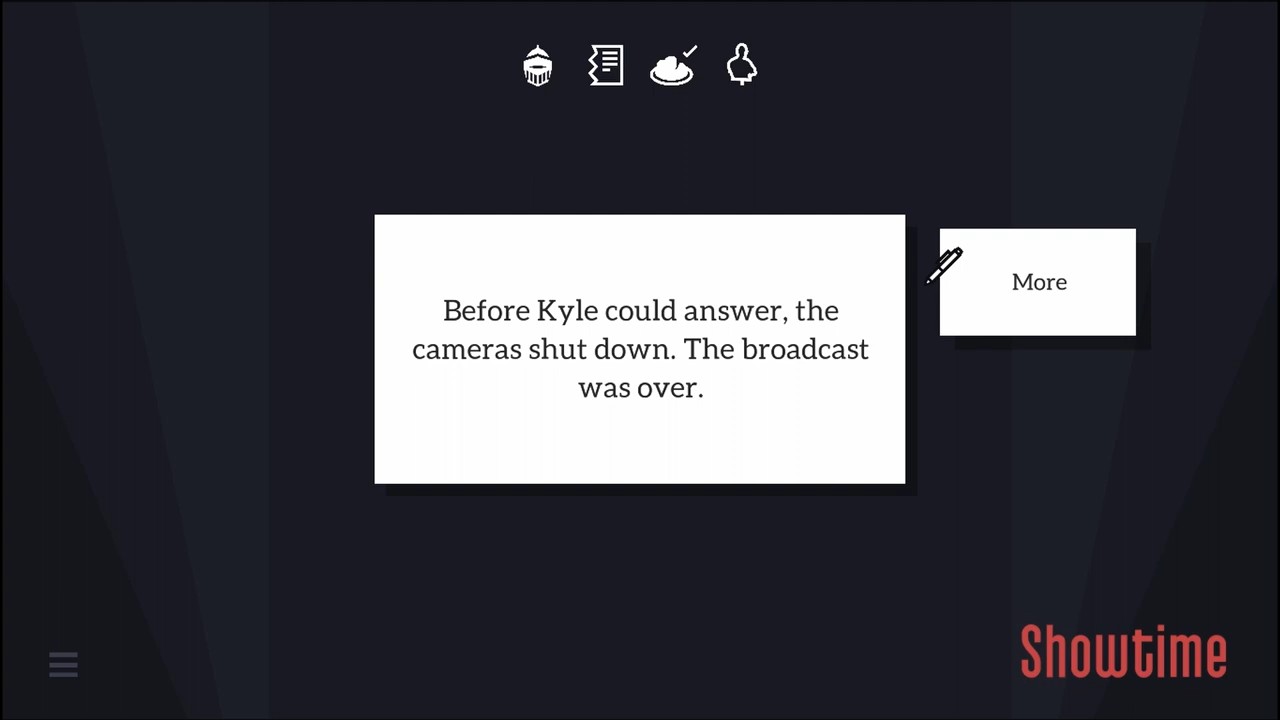 Before Kyle could answer, the
cameras shut down. The broadcast
was over.
More
Showtime